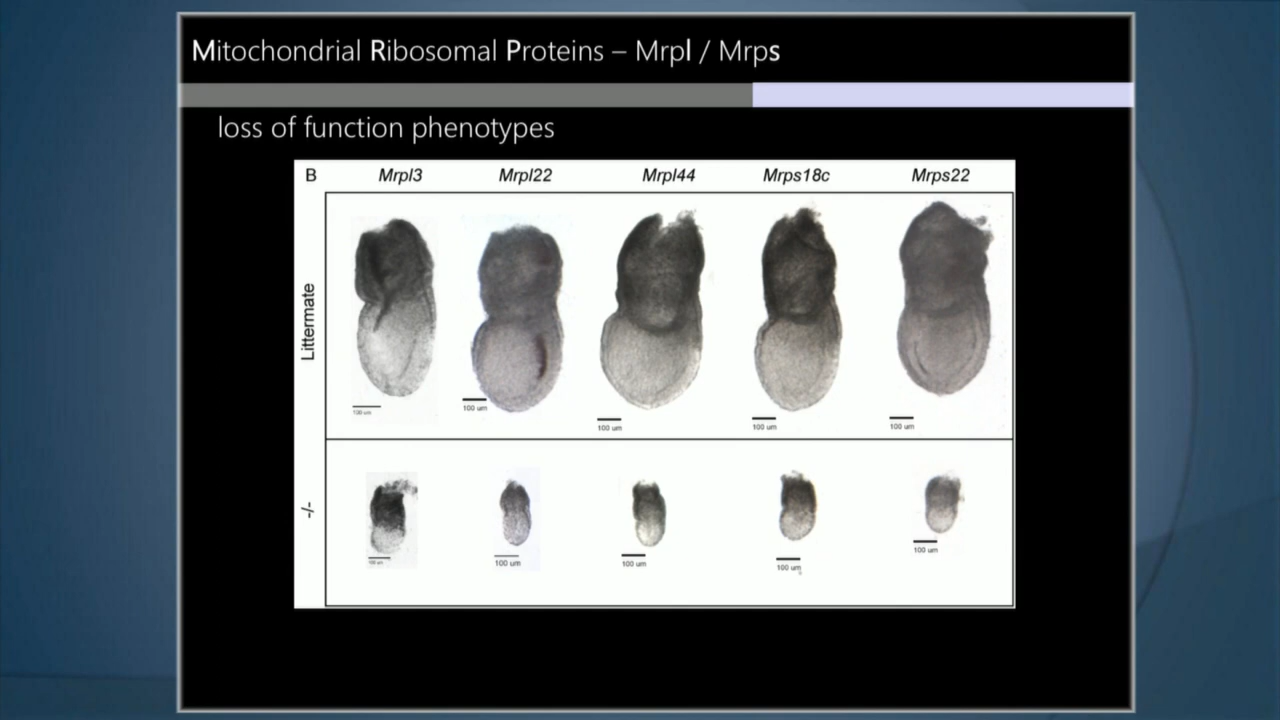 Mitochondrial Ribosomal Proteins – Mrpl / Mrps
loss of function phenotypes
B Mrpl3 Mrpl22 Mrpl44 Mrps18c Mrps22
Littermate
100 um 100 um 100 um 100 um 100 um
-/-
100 um 100 um 100 um 100 um 100 um